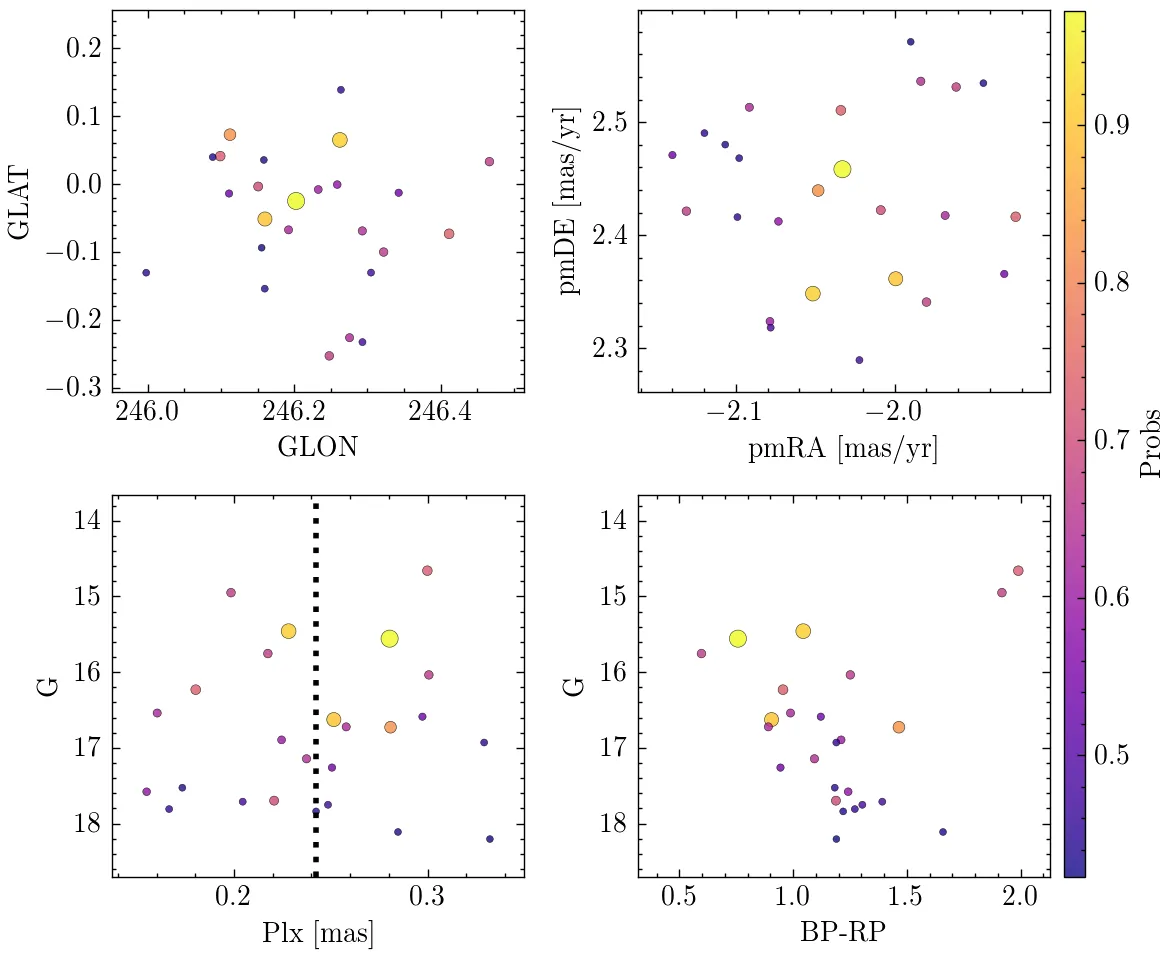 0.2
0.1
0.0
−0.1
−0.2
−0.3
GLAT
246.0 246.2 246.4
GLON
2.5
2.4
2.3
pmDE [mas/yr]
−2.1 −2.0
pmRA [mas/yr]
14
15
16
17
18
G
0.2 0.3
Plx [mas]
14
15
16
17
18
G
0.5 1.0 1.5 2.0
BP-RP
0.9
0.8
0.7
0.6
0.5
Probs